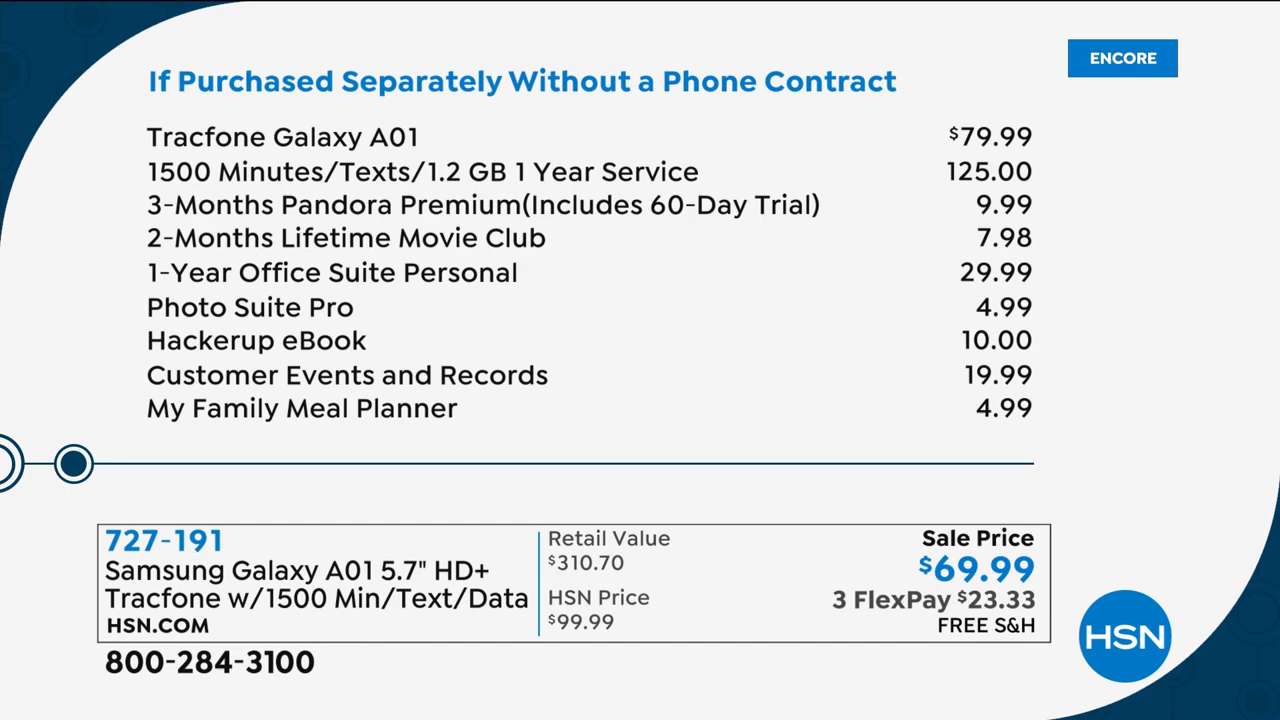 ENCORE
If Purchased Separately Without a Phone Contract
Tracfone Galaxy A01 $79.99
1500 Minutes/Texts/1.2 GB 1 Year Service 125.00
3-Months Pandora Premium(Includes 60-Day Trial) 9.99
2-Months Lifetime Movie Club 7.98
1-Year Office Suite Personal 29.99
Photo Suite Pro 4.99
Hackerup eBook 10.00
Customer Events and Records 19.99
My Family Meal Planner 4.99
727-191
Samsung Galaxy A01 5.7" HD+
Tracfone w/1500 Min/Text/Data
HSN.COM
Retail Value
$310.70
HSN Price
$99.99
Sale Price
$69.99
3 FlexPay $23.33
FREE S&H
800-284-3100
HSN